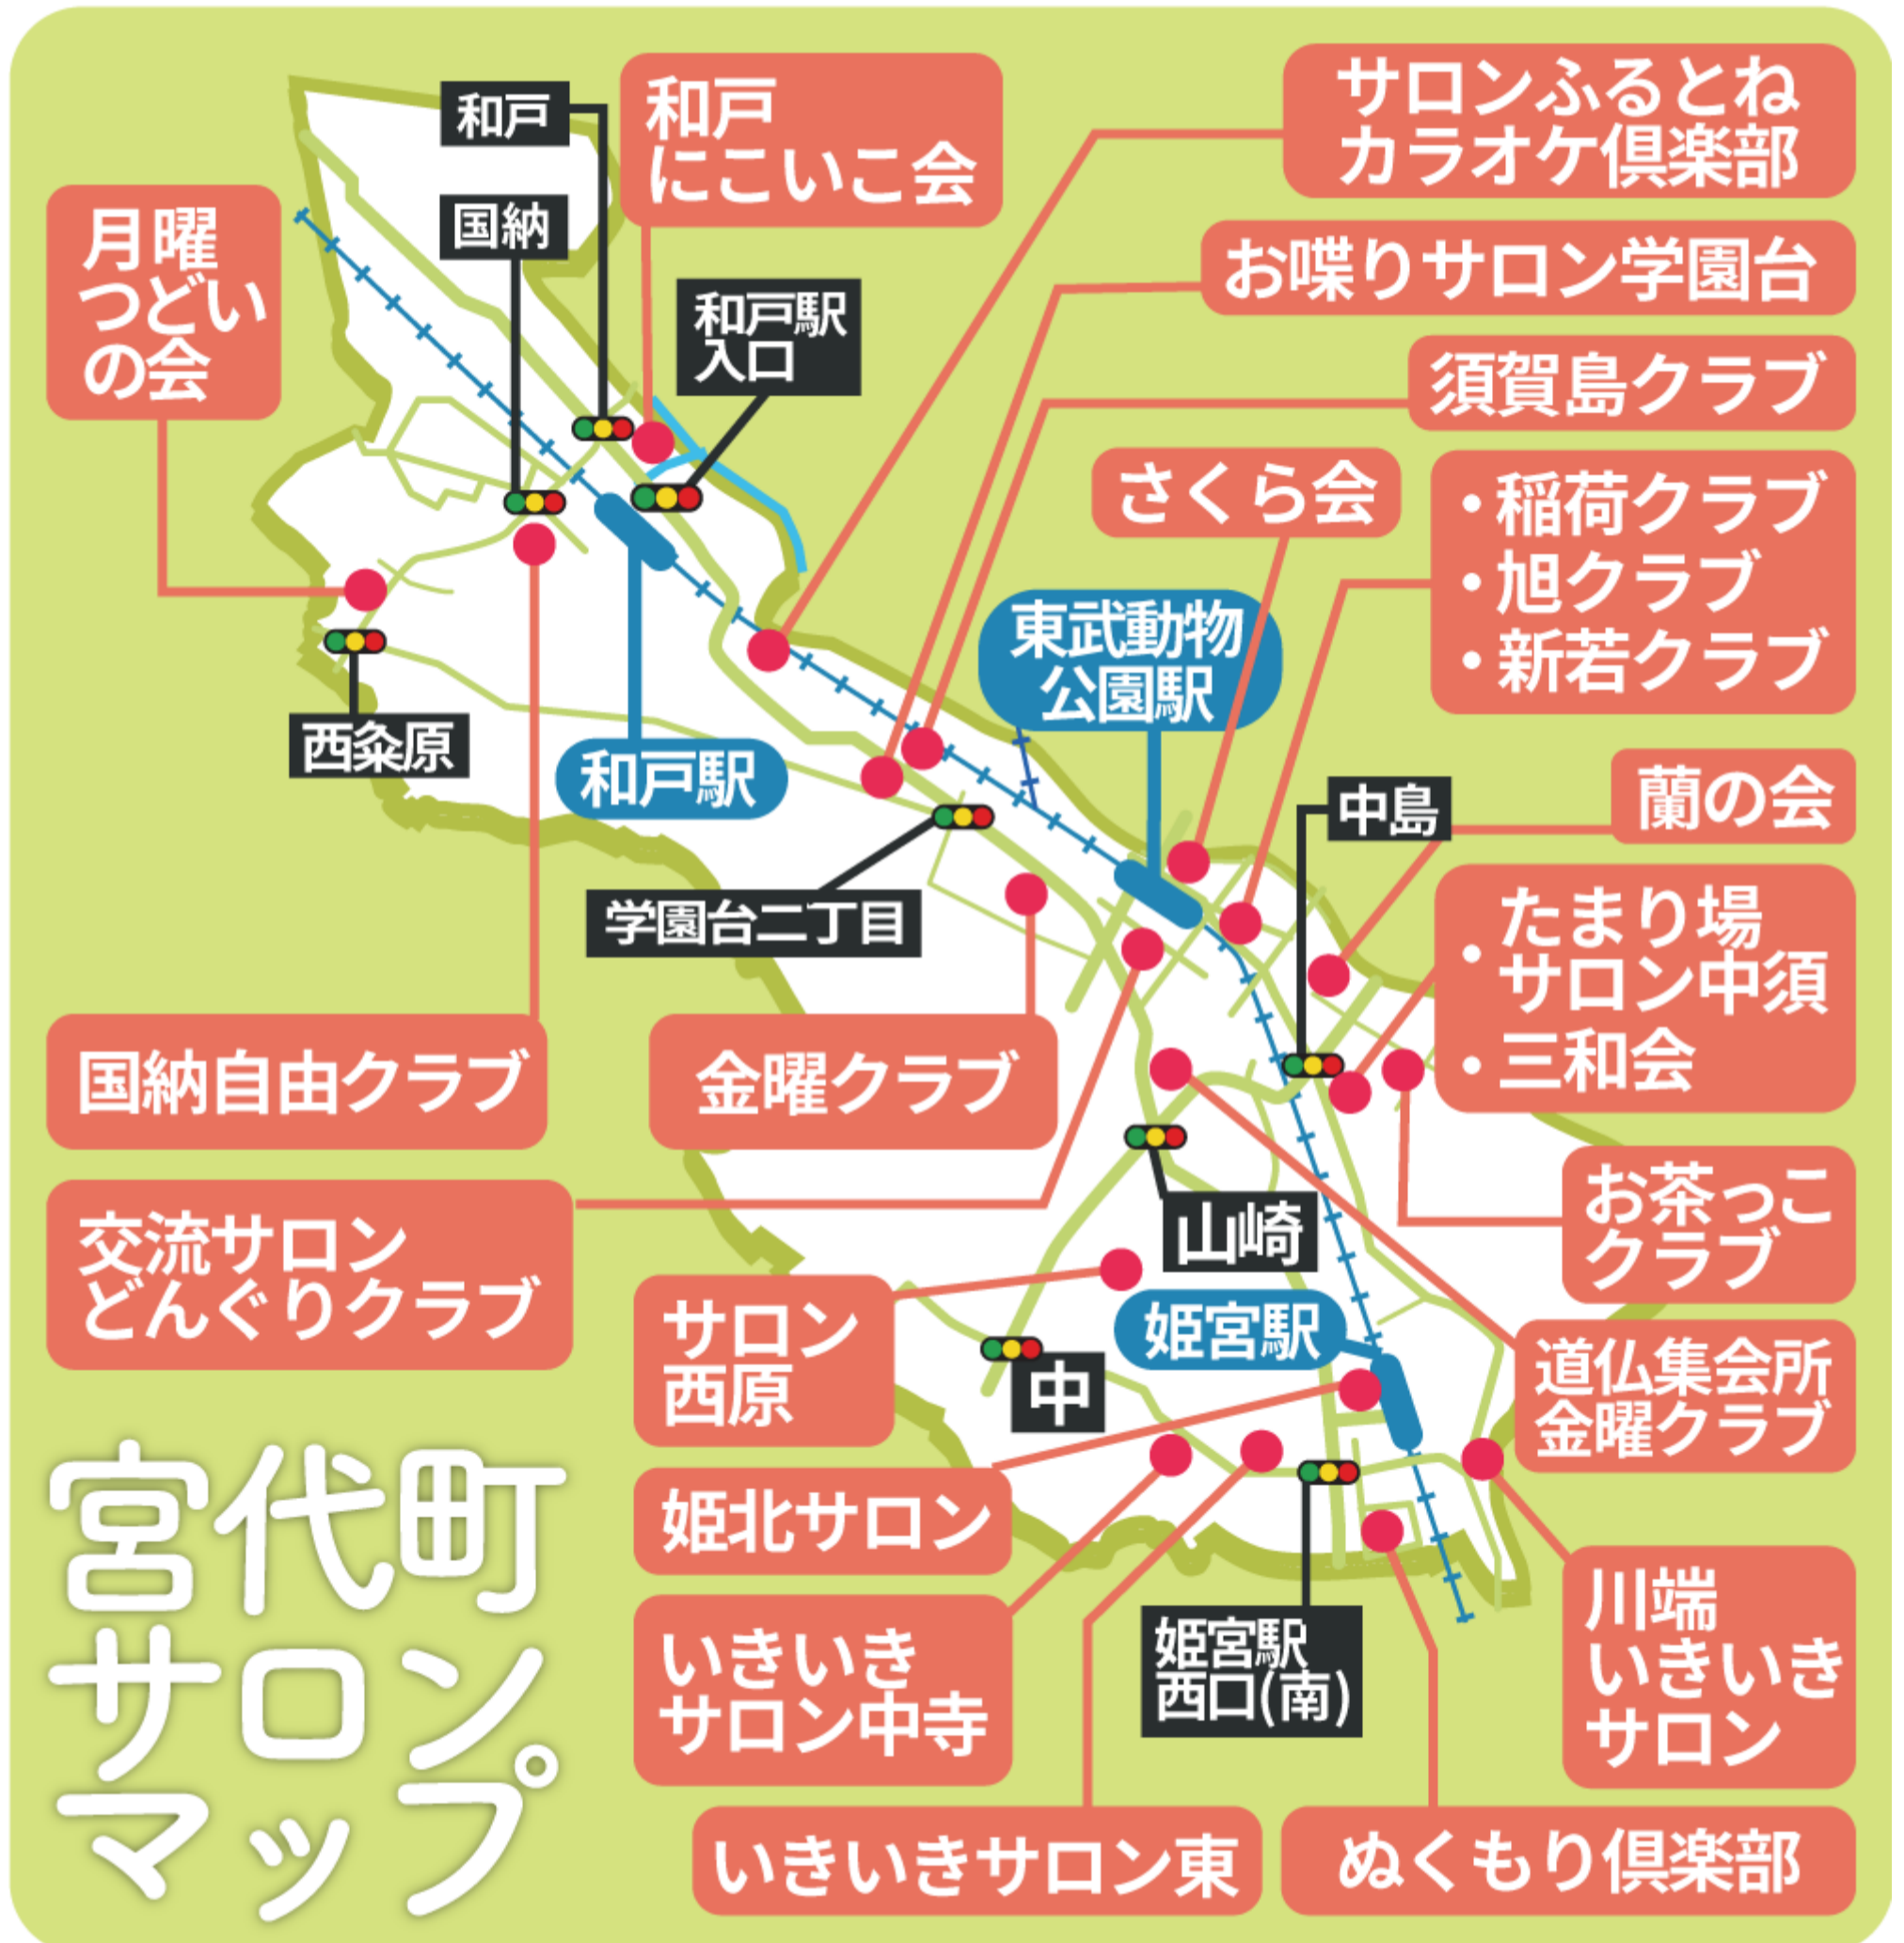 和戸
和戸
にこいこ会
サロンふるとね
カラオケ倶楽部
国納
月曜
つどい
の会
お喋りサロン学園台
和戸駅
入口
須賀島クラブ
さくら会
・稲荷クラブ
・旭クラブ
・新若クラブ
東武動物
公園駅
西粂原
和戸駅
中島
蘭の会
学園台二丁目
・たまり場
サロン中須
・三和会
国納自由クラブ
金曜クラブ
交流サロン
どんぐりクラブ
山崎
お茶っこ
クラブ
サロン
西原
姫宮駅
中
道仏集会所
金曜クラブ
姫北サロン
いきいき
サロン中寺
姫宮駅
西口(南)
川端
いきいき
サロン
いきいきサロン東
ぬくもり倶楽部
宮代町
サロン
マップ